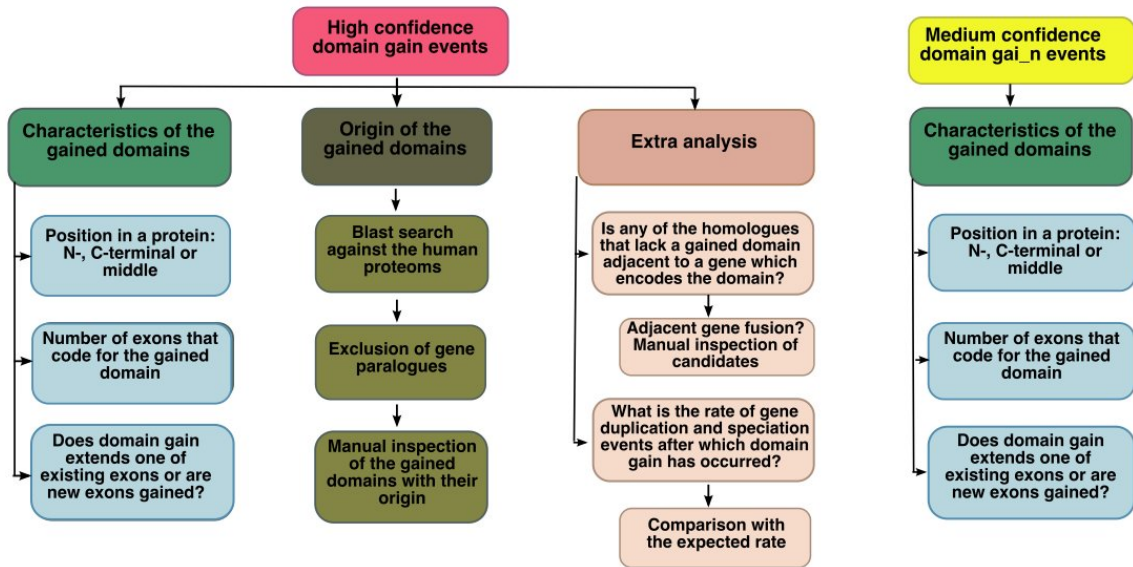 High confidence
domain gain events
Characteristics of the
gained domains
Position in a protein:
N-, C-terminal or
middle
Number of exons that
code for the gained
domain
Does domain gain
extends one of
existing exons or are
new exons gained?
Origin of the
gained domains
Blast search
against the human
proteoms
Exclusion of gene
paralogues
Manual inspection
of the gained
domains with their
origin
Extra analysis
Is any of the homologues
that lack a gained domain
adjacent to a gene which
encodes the domain?
Adjacent gene fusion?
Manual inspection of
candidates
What is the rate of gene
duplication and speciation
events after which domain
gain has occurred?
Comparison with
the expected rate
Medium confidence
domain gai_n events
Characteristics of the
gained domains
Position in a protein:
N-, C-terminal or
middle
Number of exons that
code for the gained
domain
Does domain gain
extends one of
existing exons or are
new exons gained?